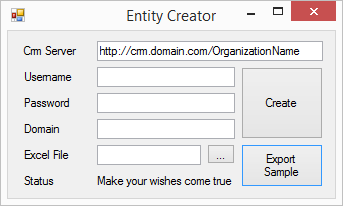 Entity Creator
Crm Server
http://crm.domain.com/OrganizationName
Username
Password
Create
Domain
Excel File
...
Export
Sample
Status
Make your wishes come true